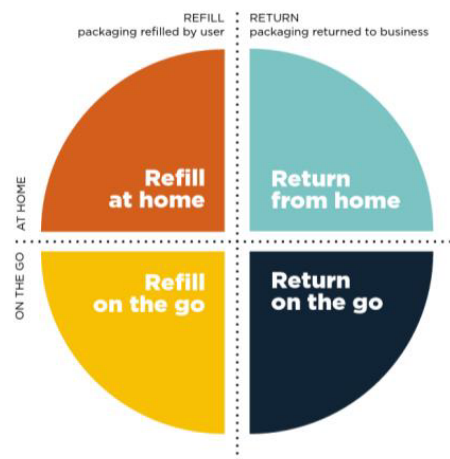 REFILL
packaging refilled by user
RETURN
packaging returned to business
AT HOME
Refill
at home
Return
from home
ON THE GO
Refill
on the go
Return
on the go